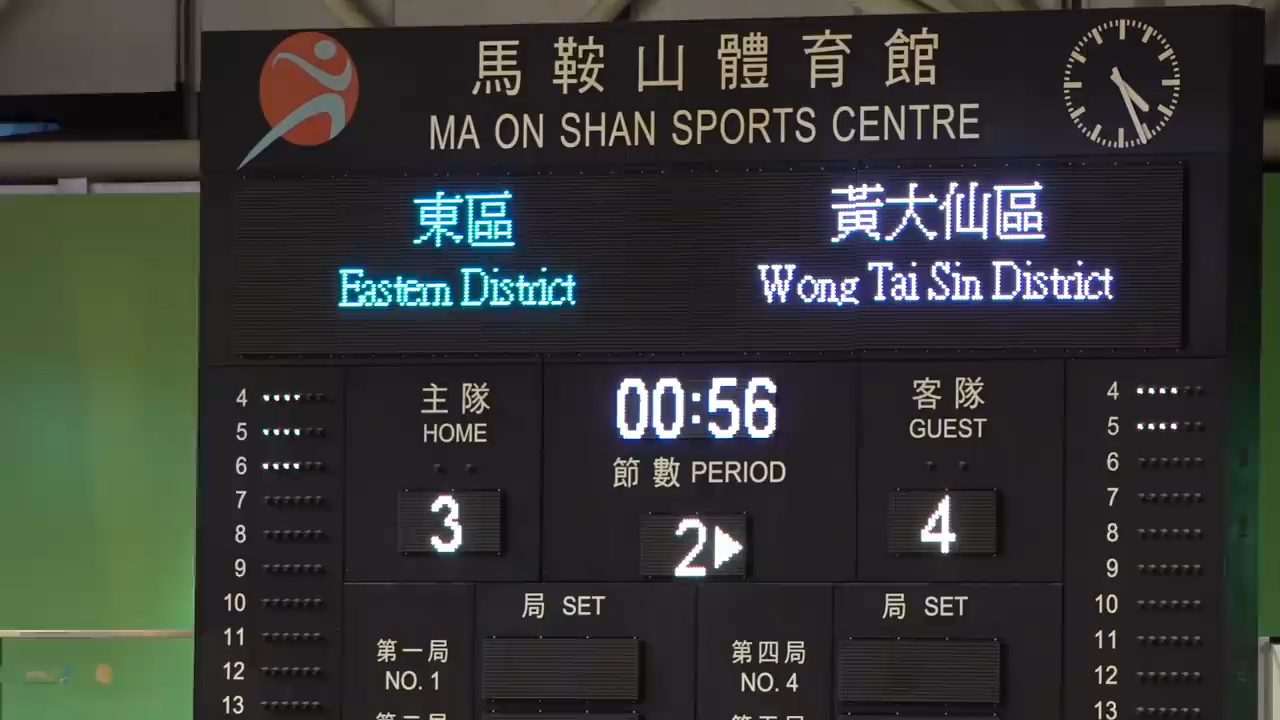 馬鞍山體育館
MA ON SHAN SPORTS CENTRE
東區
Eastern District
黃大仙區
Wong Tai Sin District
主隊
HOME
3
00:56
節數 PERIOD
2
客隊
GUEST
4
4
5
6
7
8
9
10
11
12
13
4
5
6
7
8
9
10
11
12
13
局 SET
第一局
NO. 1
局 SET
第四局
NO. 4